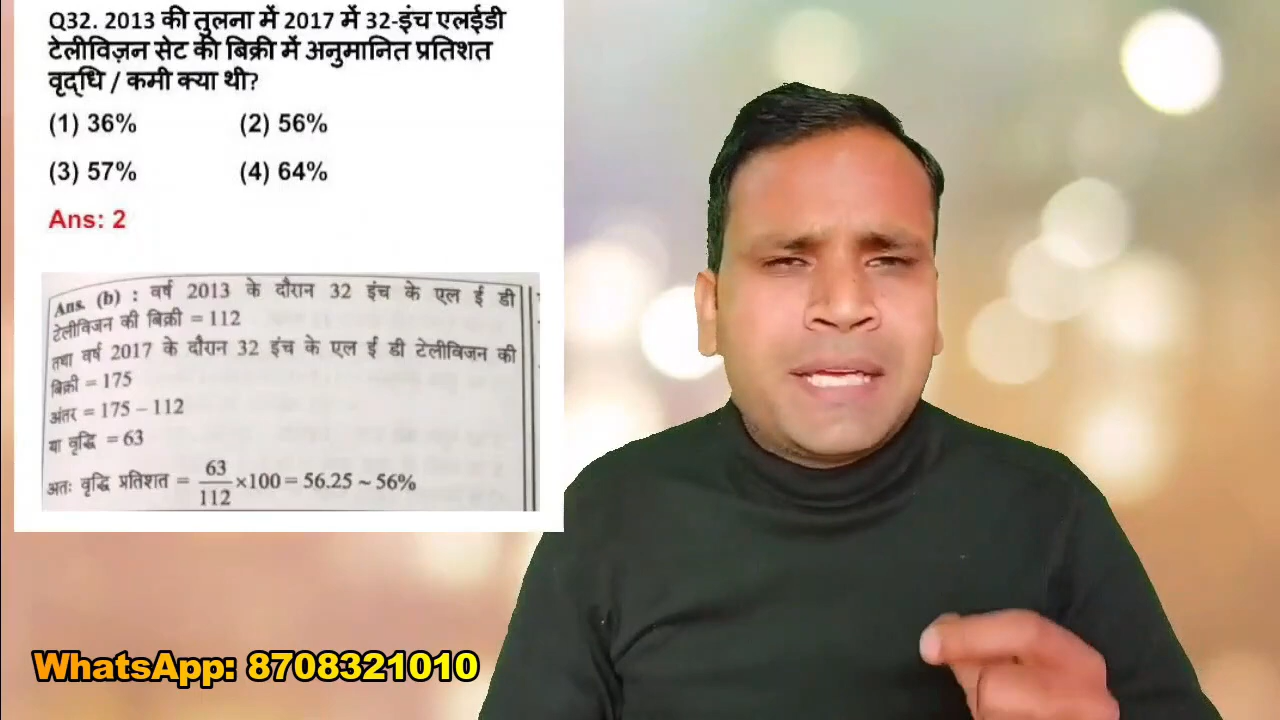 Q32. 2013 की तुलना में 2017 में 32-इंच एलईडी
टेलीविज़न सेट की बिक्री में अनुमानित प्रतिशत
वृद्धि / कमी क्या थी?
(1) 36% (2) 56%
(3) 57% (4) 64%
Ans: 2
Ans. (b) : वर्ष 2013 के दौरान 32 इंच के एल ई डी
टेलीविजन की बिक्री = 112
तथा वर्ष 2017 के दौरान 32 इंच के एल ई डी टेलीविजन की
बिक्री = 175
अंतर = 175 – 112
या वृद्धि = 63
अतः वृद्धि प्रतिशत = 63/112 ×100 = 56.25 ~ 56%
WhatsApp: 8708321010